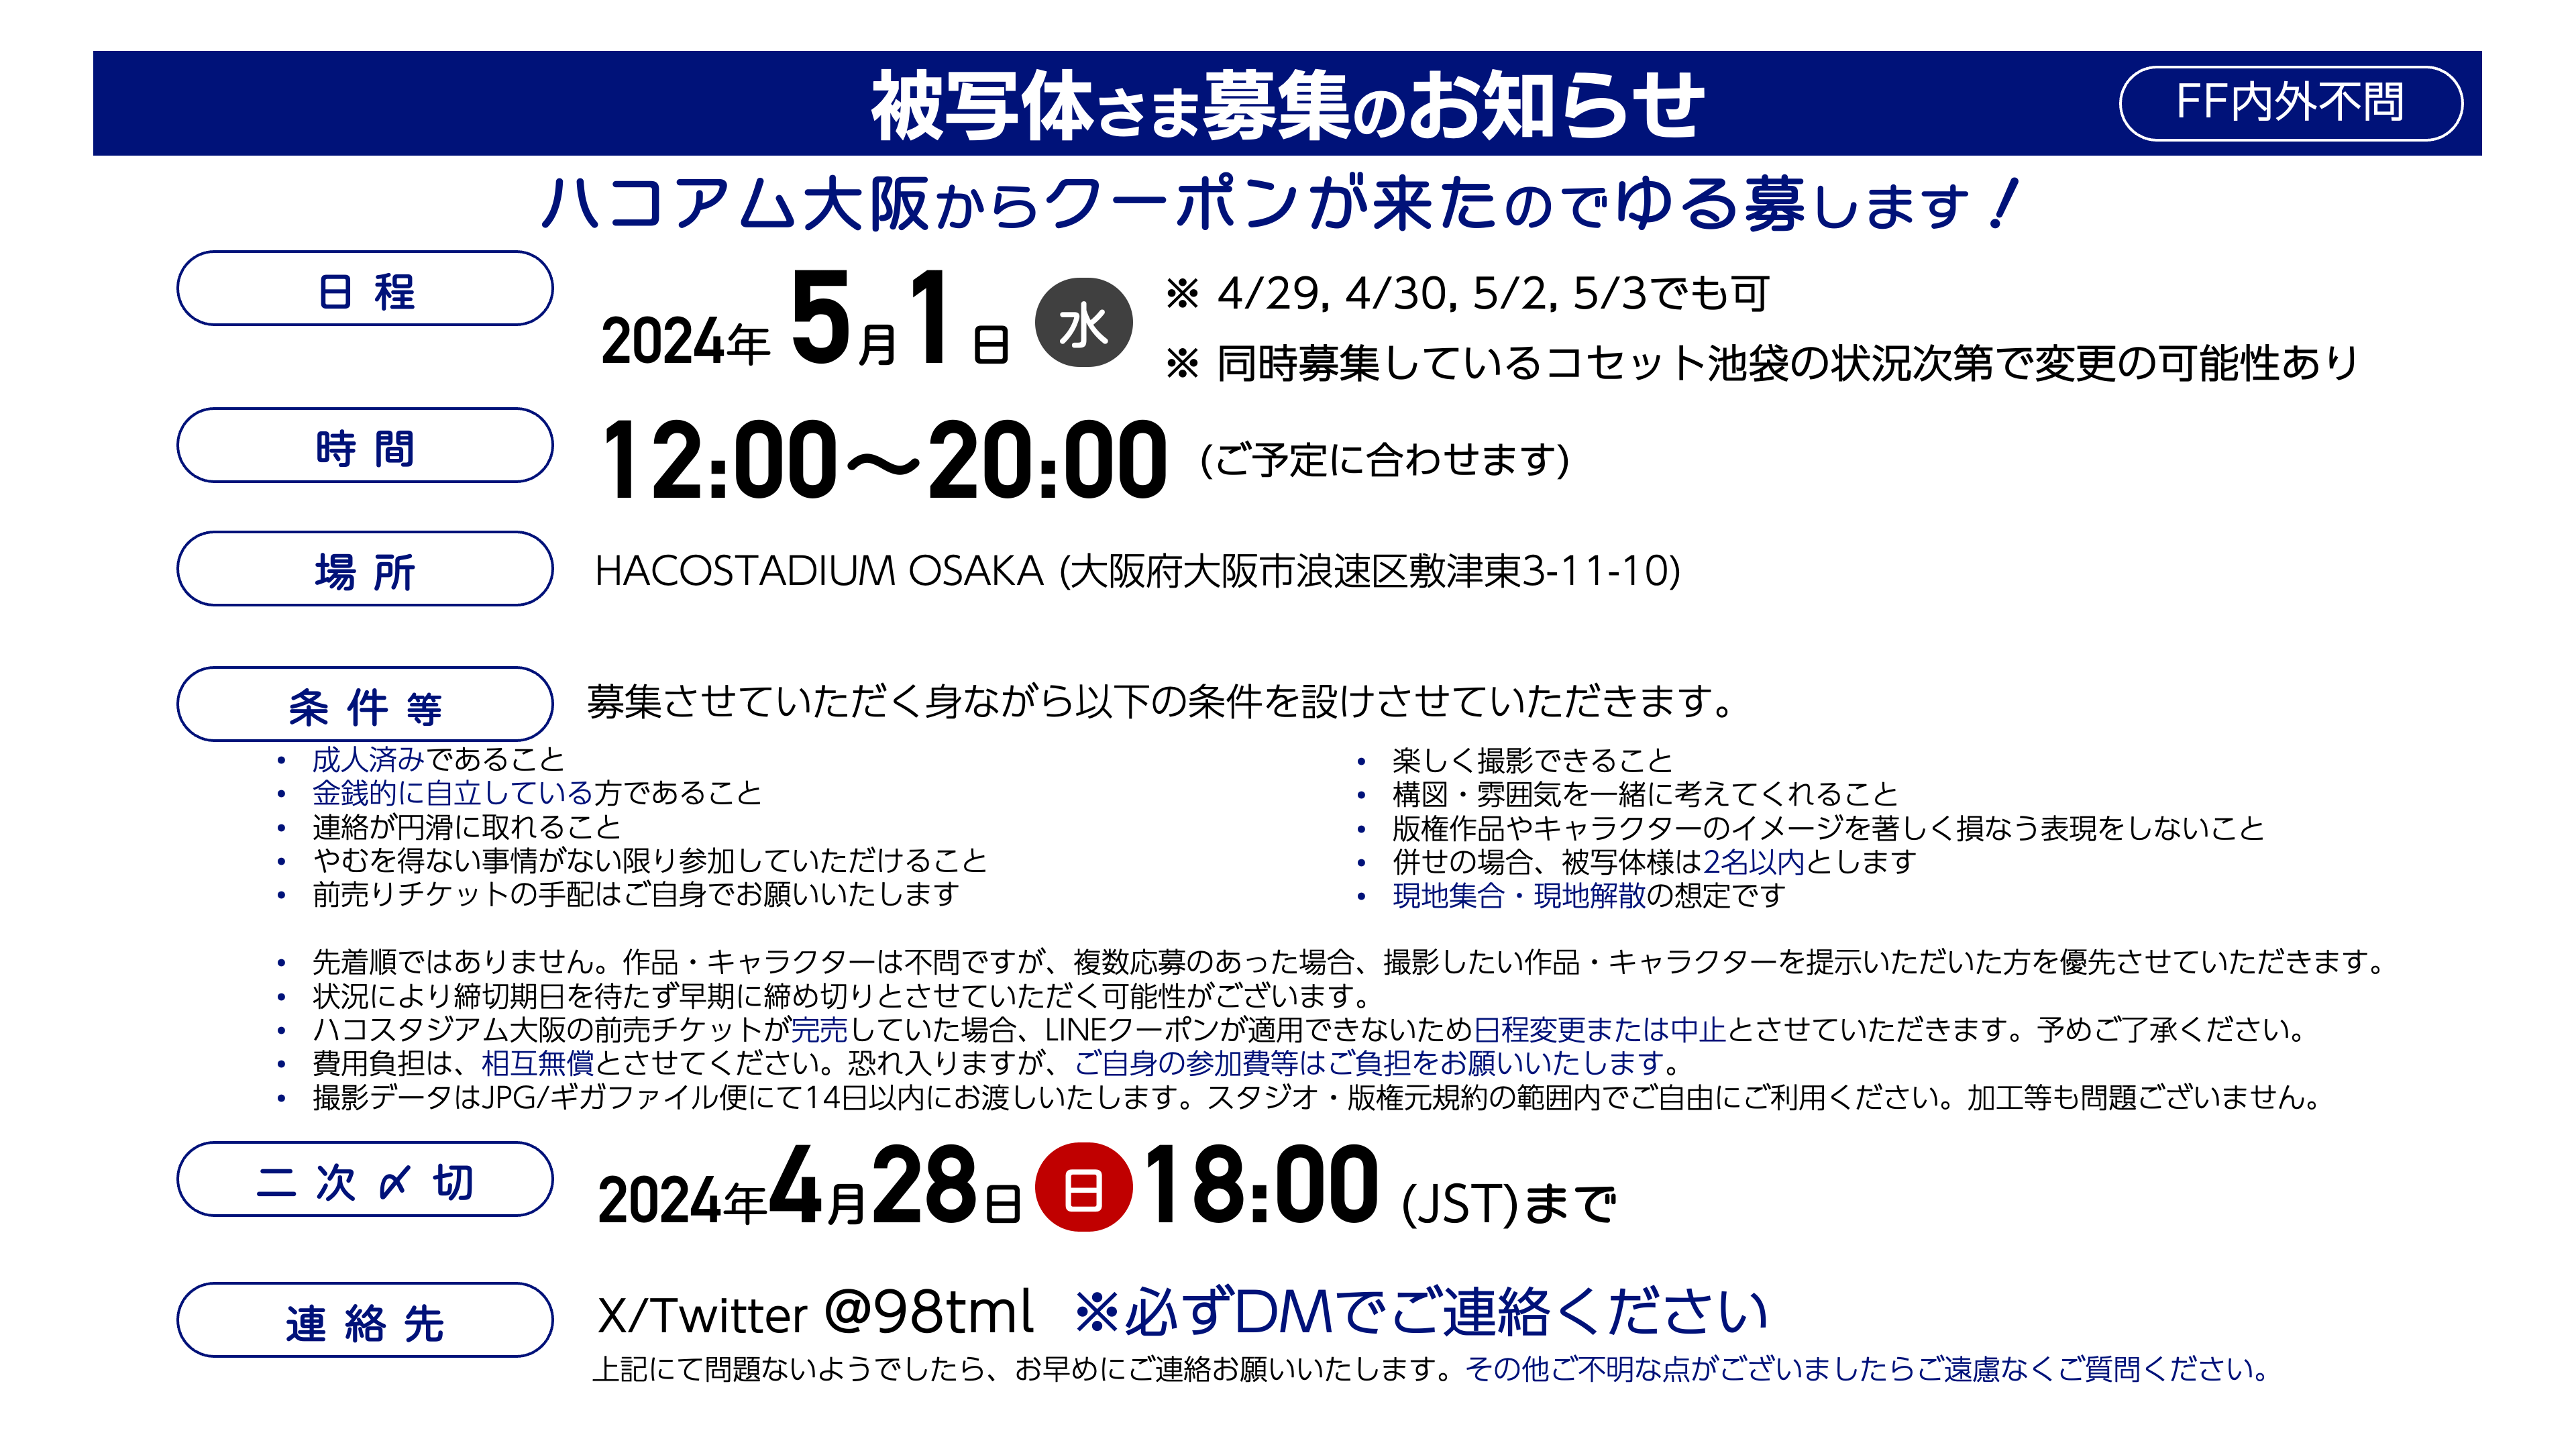 被写体さま募集のお知らせ
FF内外不問
ハコアム大阪からクーポンが来たのでゆる募します！
日程
2024年5月1日 水
※ 4/29, 4/30, 5/2, 5/3でも可
※ 同時募集しているコセット池袋の状況次第で変更の可能性あり
時間
12:00～20:00 (ご予定に合わせます)
場所
HACOSTADIUM OSAKA (大阪府大阪市浪速区敷津東3-11-10)
条件等
募集させていただく身ながら以下の条件を設けさせていただきます。
• 成人済みであること
• 金銭的に自立している方であること
• 連絡が円滑に取れること
• やむを得ない事情がない限り参加していただけること
• 前売りチケットの手配はご自身でお願いいたします
• 楽しく撮影できること
• 構図・雰囲気を一緒に考えてくれること
• 版権作品やキャラクターのイメージを著しく損なう表現をしないこと
• 併せの場合、被写体様は2名以内とします
• 現地集合・現地解散の想定です
• 先着順ではありません。作品・キャラクターは不問ですが、複数応募のあった場合、撮影したい作品・キャラクターを提示いただいた方を優先させていただきます。
• 状況により締切期日を待たず早期に締め切りとさせていただく可能性がございます。
• ハコスタジアム大阪の前売チケットが完売していた場合、LINEクーポンが適用できないため日程変更または中止とさせていただきます。予めご了承ください。
• 費用負担は、相互無償とさせてください。恐れ入りますが、ご自身の参加費等はご負担をお願いいたします。
• 撮影データはJPG/ギガファイル便にて14日以内にお渡しいたします。スタジオ・版権元規約の範囲内でご自由にご利用ください。加工等も問題ございません。
二次〆切
2024年4月28日 日 18:00 (JST)まで
連絡先
X/Twitter @98tml ※必ずDMでご連絡ください
上記にて問題ないようでしたら、お早めにご連絡お願いいたします。その他ご不明な点がございましたらご遠慮なくご質問ください。